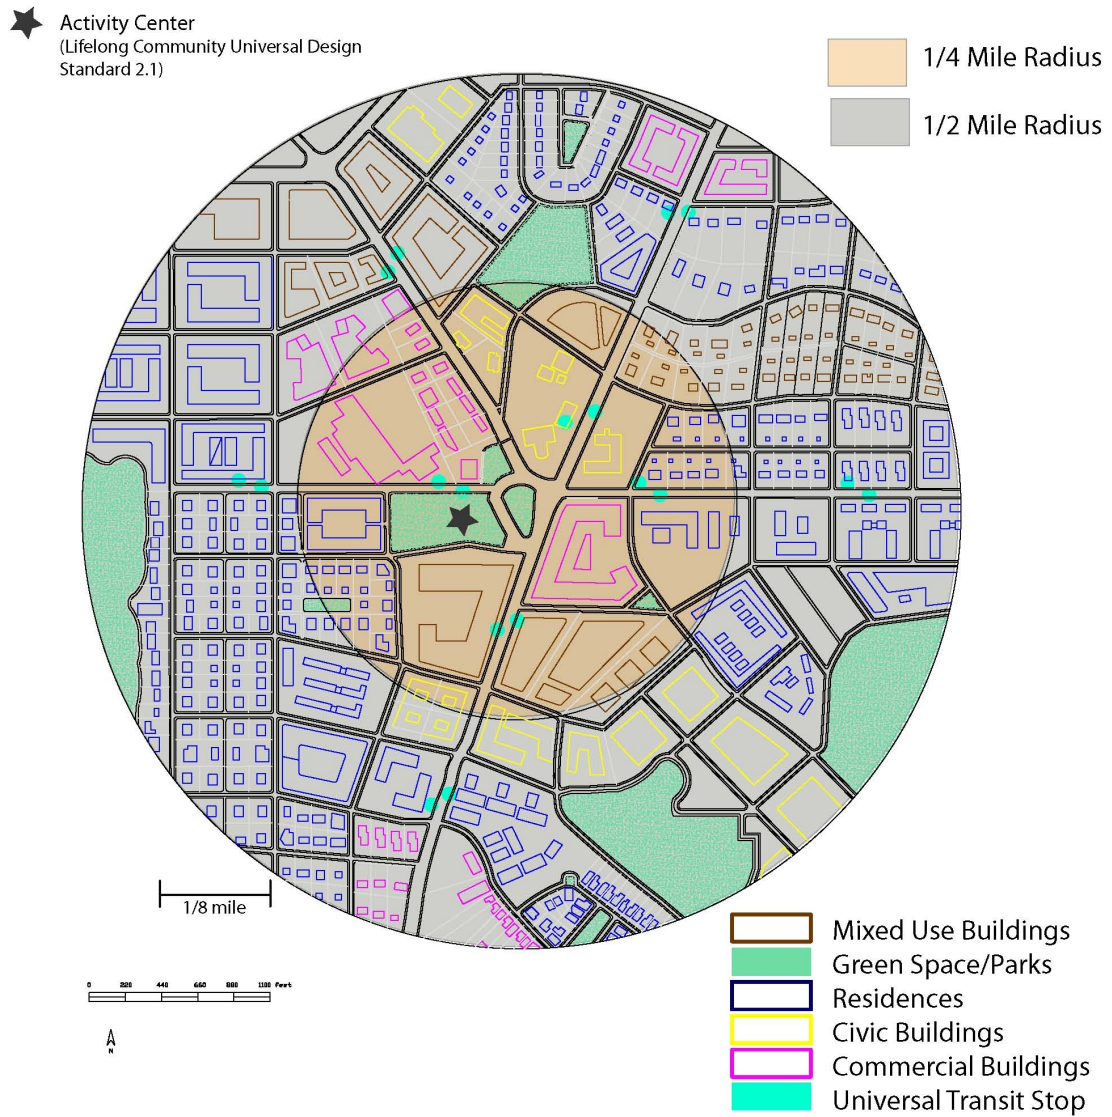 Activity Center
(Lifelong Community Universal Design
Standard 2.1)
1/4 Mile Radius
1/2 Mile Radius
1/8 mile
0 220 440 660 880 1100 feet
N
Mixed Use Buildings
Green Space/Parks
Residences
Civic Buildings
Commercial Buildings
Universal Transit Stop